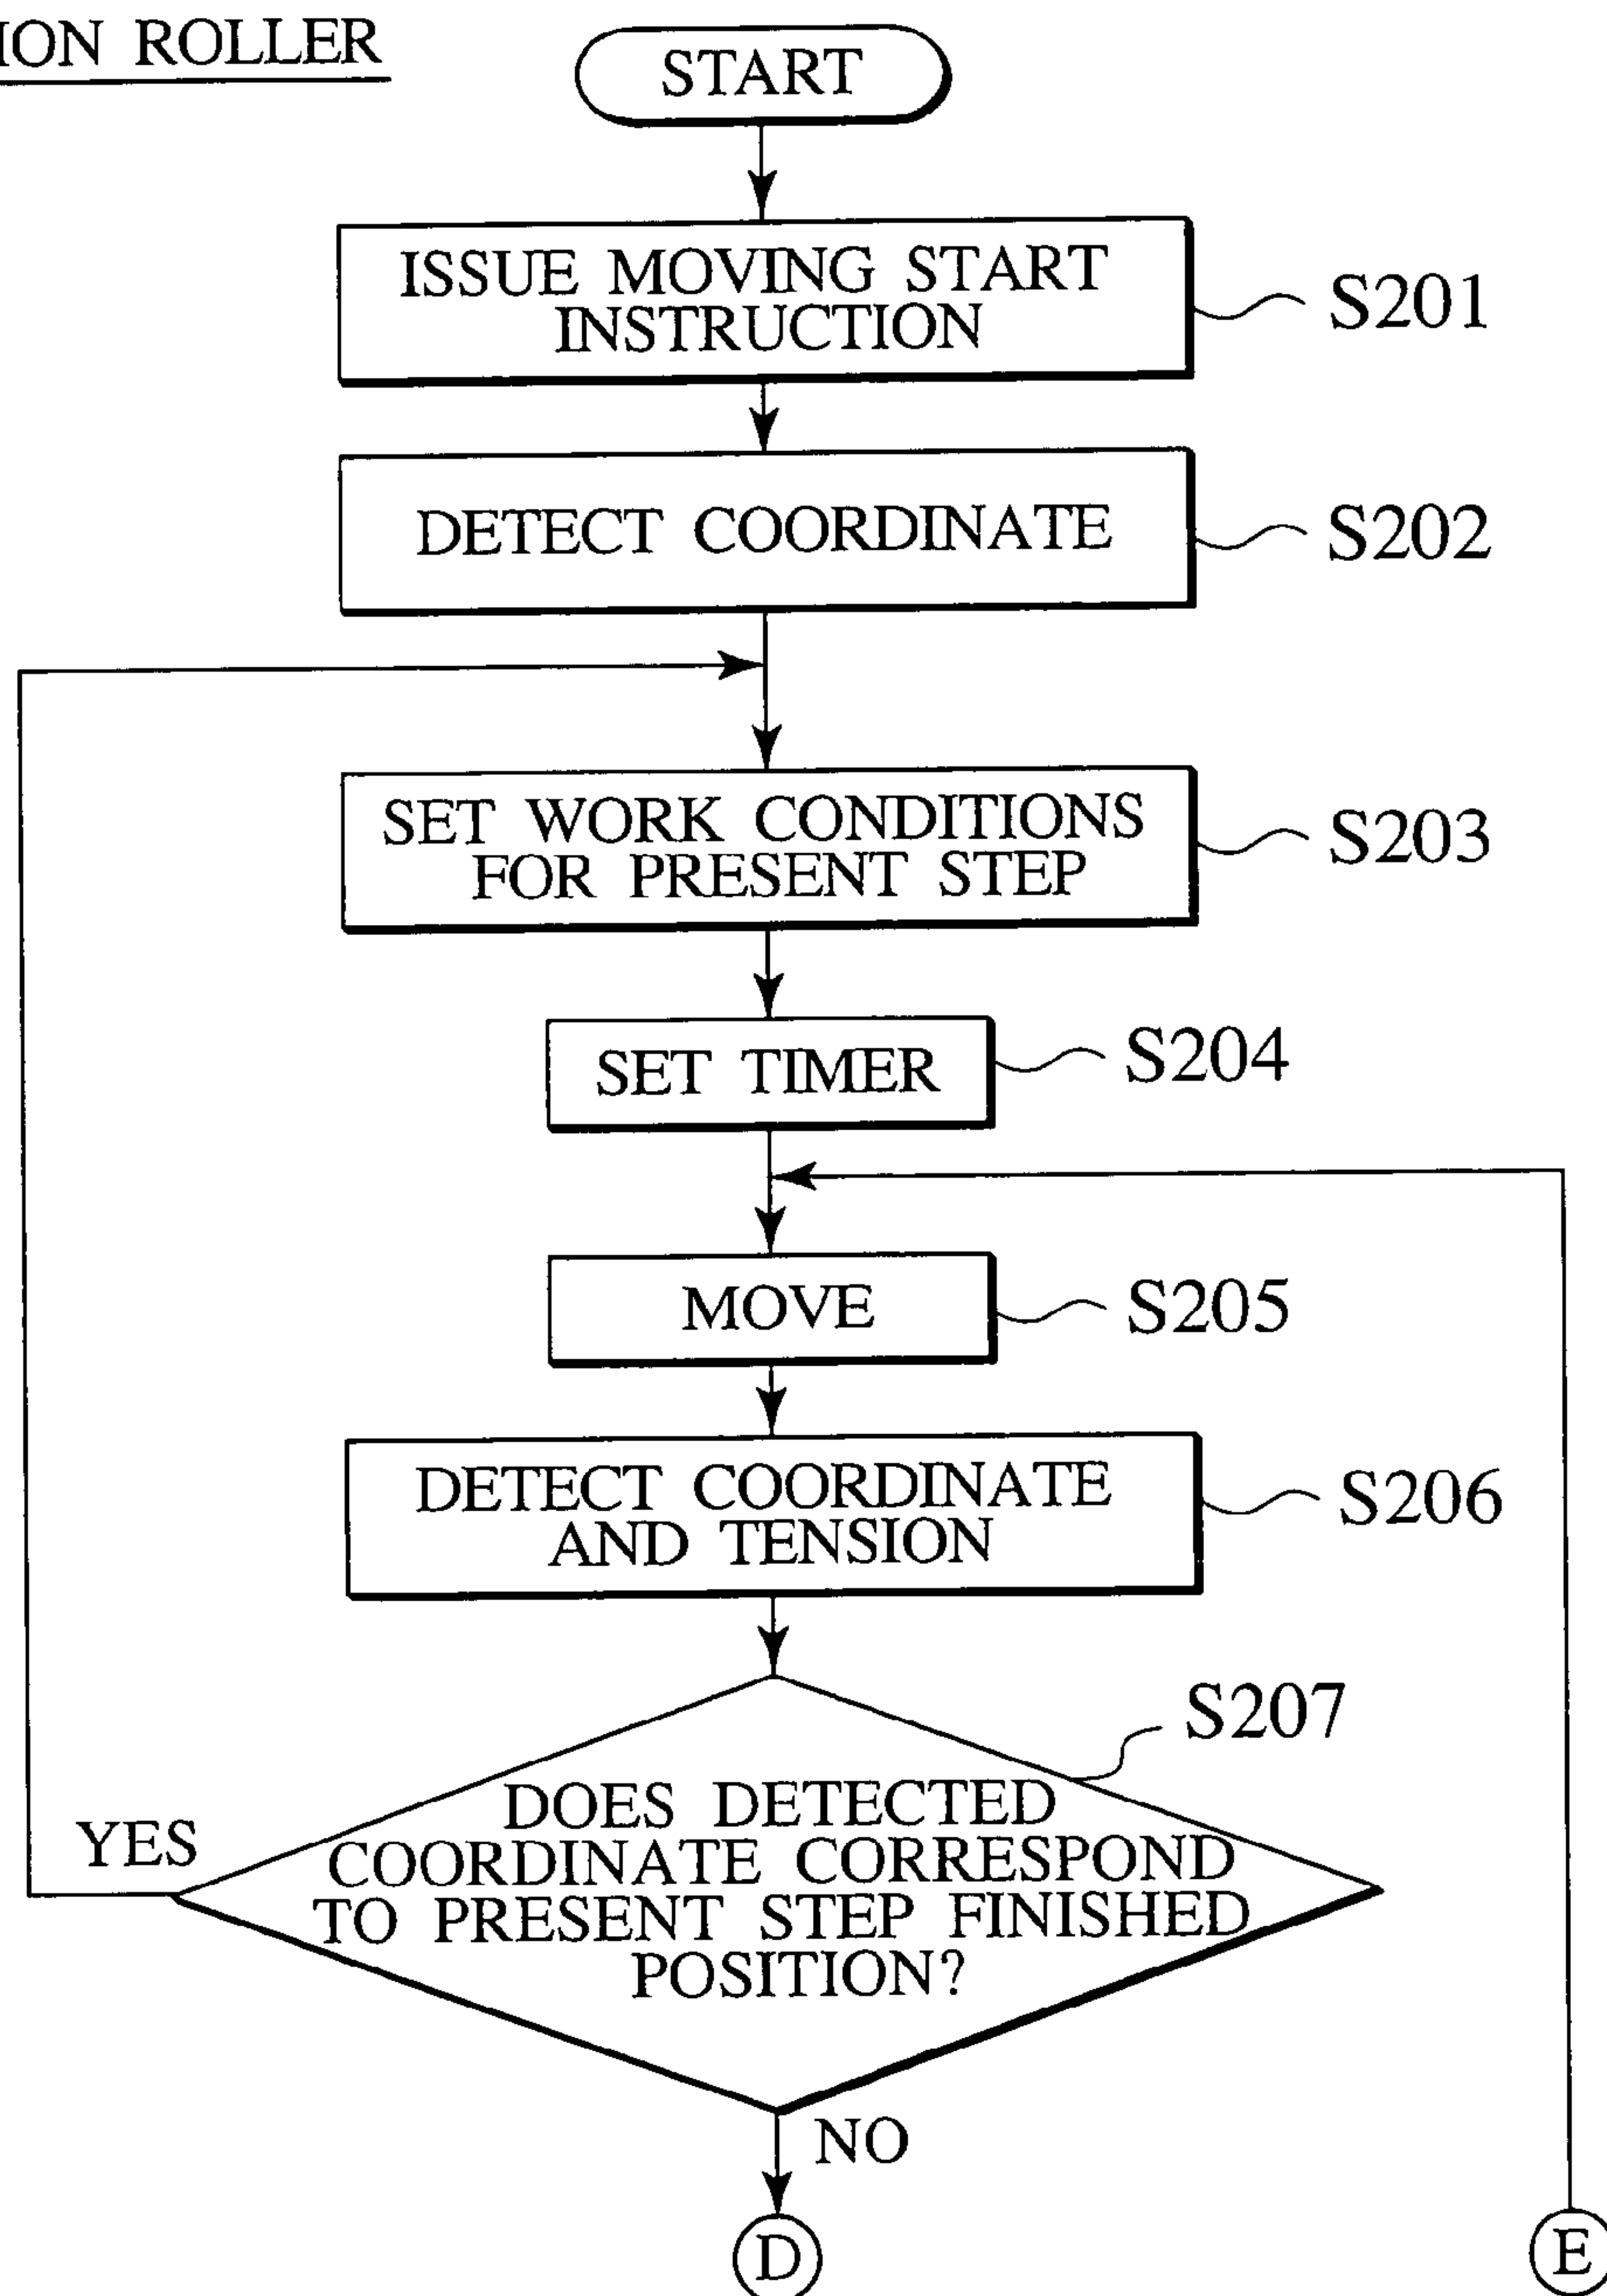 ION ROLLER
START
ISSUE MOVING START
INSTRUCTION
S201
DETECT COORDINATE
S202
SET WORK CONDITIONS
FOR PRESENT STEP
S203
SET TIMER
S204
MOVE
S205
DETECT COORDINATE
AND TENSION
S206
S207
DOES DETECTED
COORDINATE CORRESPOND
TO PRESENT STEP FINISHED
POSITION?
YES
NO
D
E